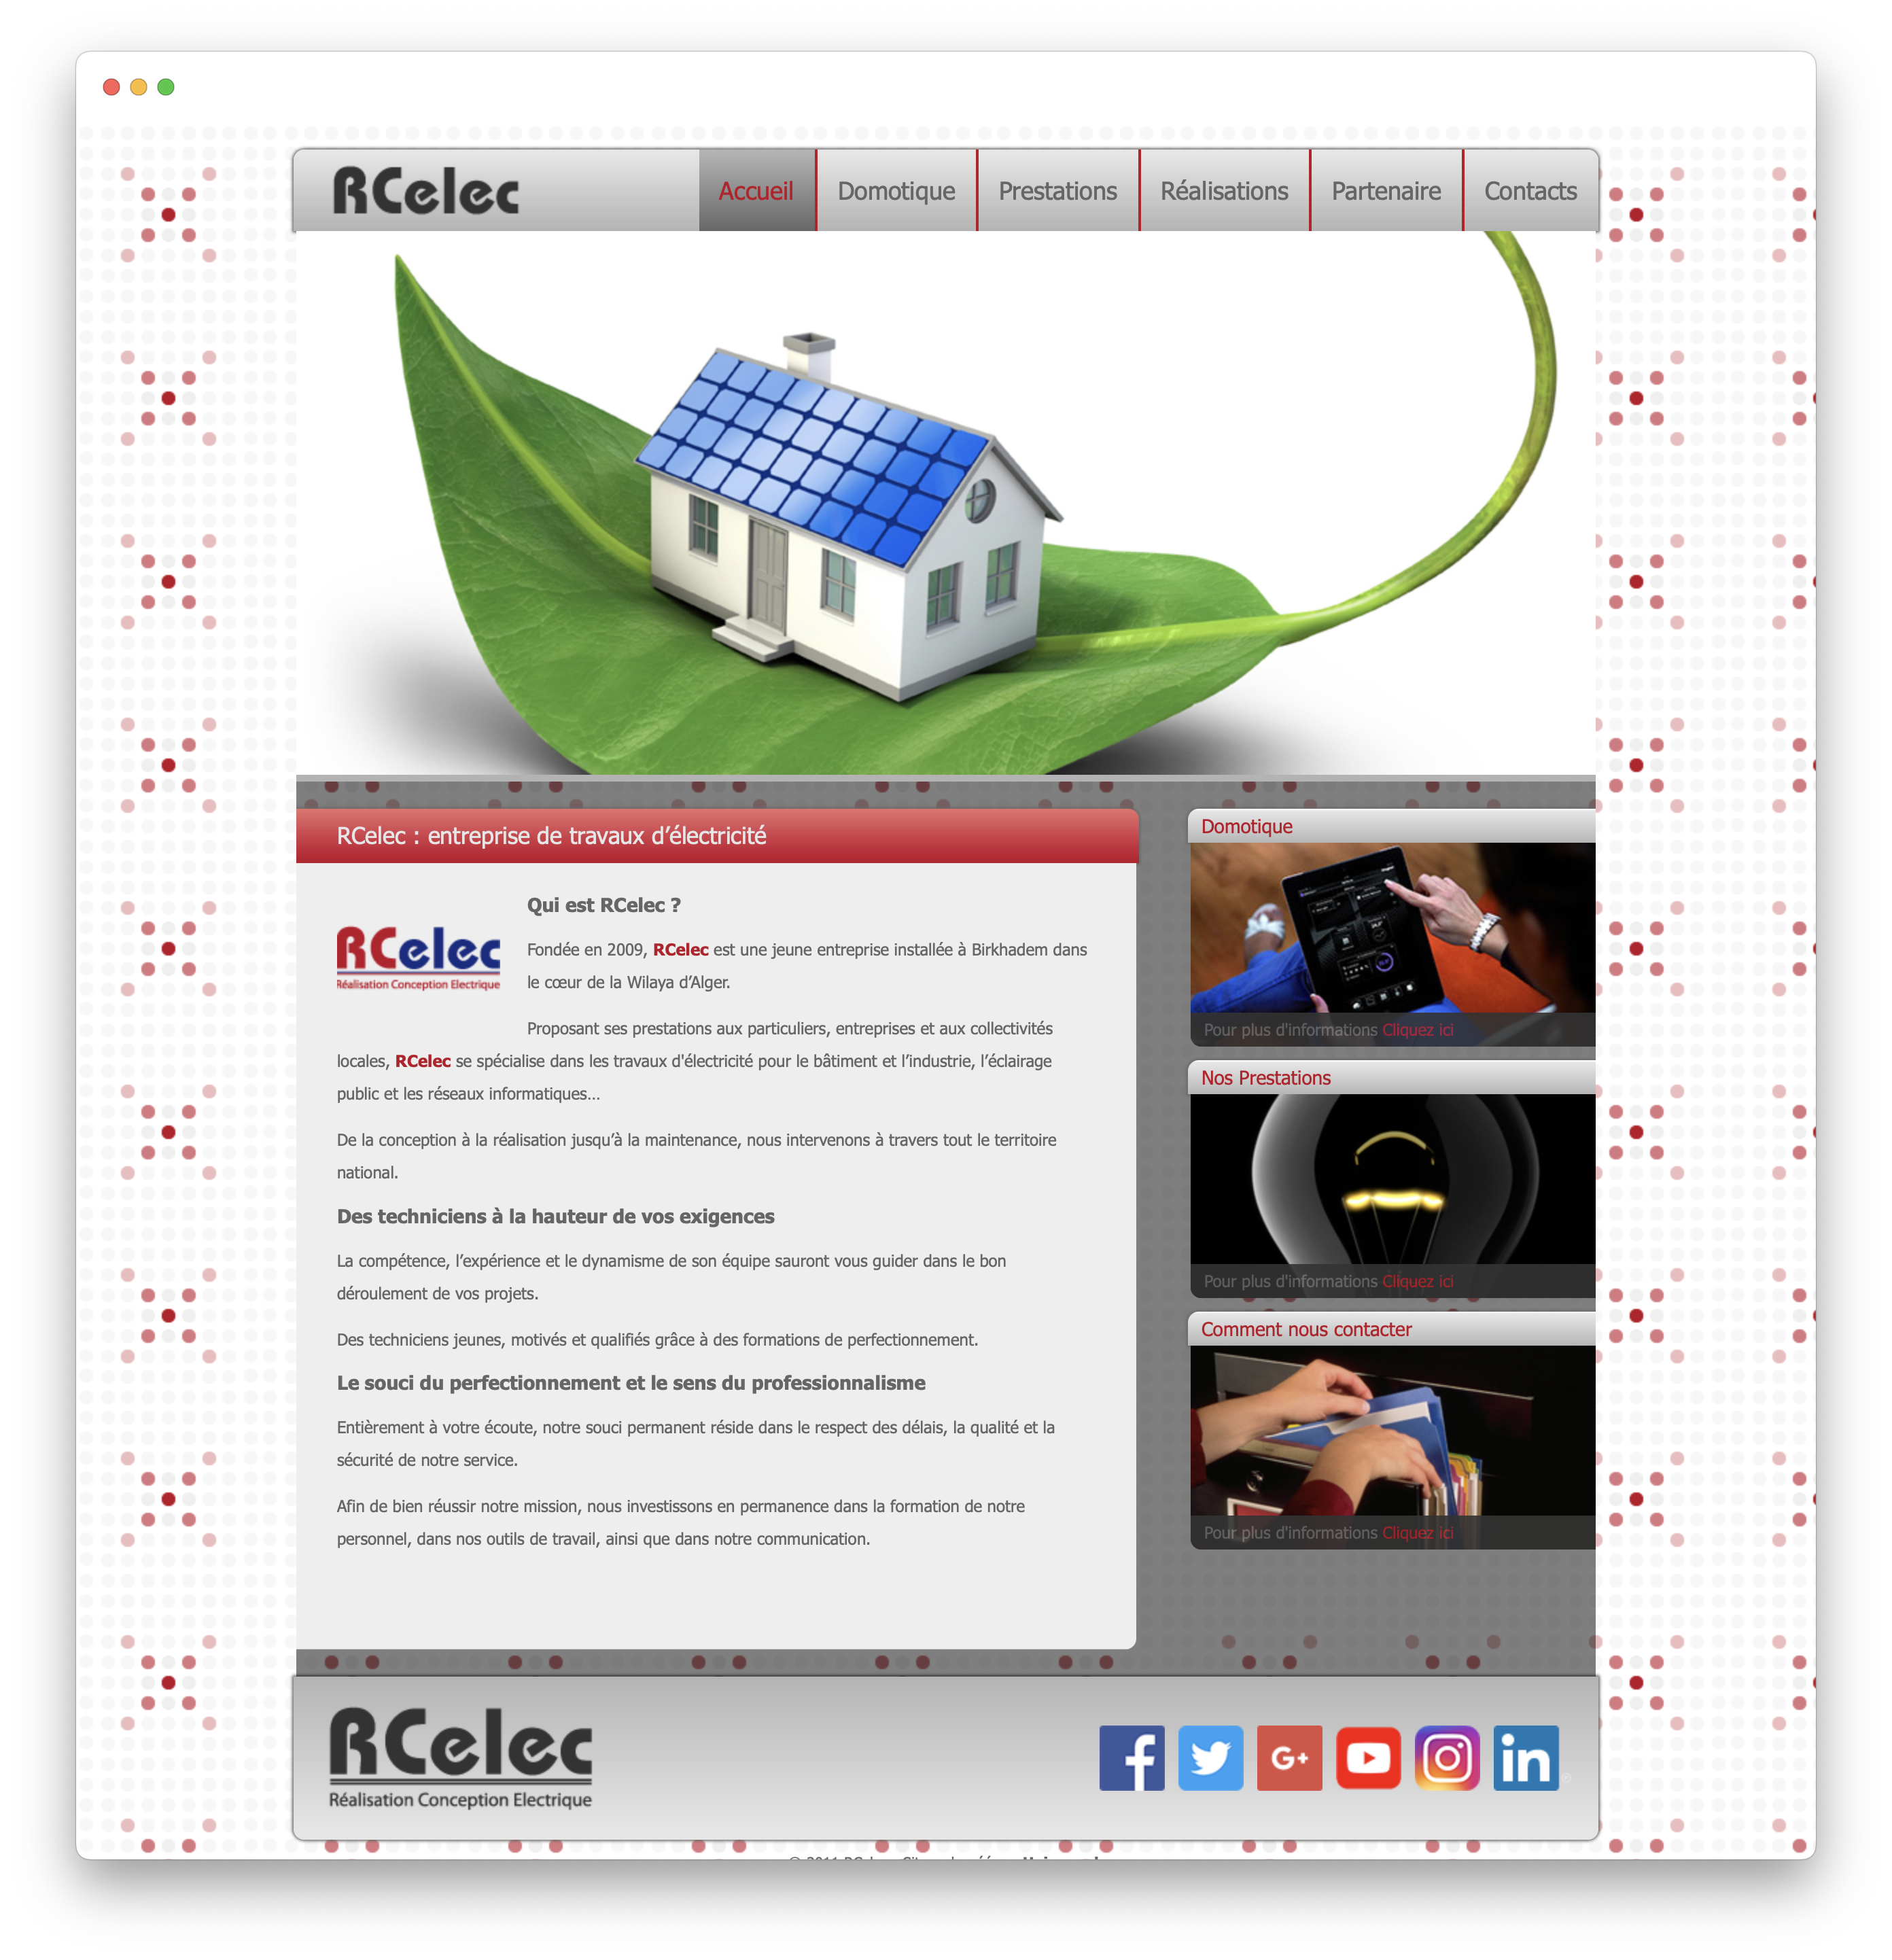 RCelec
Accueil
Domotique
Prestations
Réalisations
Partenaire
Contacts
RCelec : entreprise de travaux d’électricité
RCelec
Réalisation Conception Electrique
Qui est RCelec ?
Fondée en 2009, RCelec est une jeune entreprise installée à Birkhadem dans
le cœur de la Wilaya d’Alger.
Proposant ses prestations aux particuliers, entreprises et aux collectivités
locales, RCelec se spécialise dans les travaux d'électricité pour le bâtiment et l’industrie, l’éclairage
public et les réseaux informatiques…
De la conception à la réalisation jusqu’à la maintenance, nous intervenons à travers tout le territoire
national.
Des techniciens à la hauteur de vos exigences
La compétence, l’expérience et le dynamisme de son équipe sauront vous guider dans le bon
déroulement de vos projets.
Des techniciens jeunes, motivés et qualifiés grâce à des formations de perfectionnement.
Le souci du perfectionnement et le sens du professionnalisme
Entièrement à votre écoute, notre souci permanent réside dans le respect des délais, la qualité et la
sécurité de notre service.
Afin de bien réussir notre mission, nous investissons en permanence dans la formation de notre
personnel, dans nos outils de travail, ainsi que dans notre communication.
Domotique
Pour plus d'informations Cliquez ici
Nos Prestations
Pour plus d'informations Cliquez ici
Comment nous contacter
Pour plus d'informations Cliquez ici
RCelec
Réalisation Conception Electrique
f
G+
in